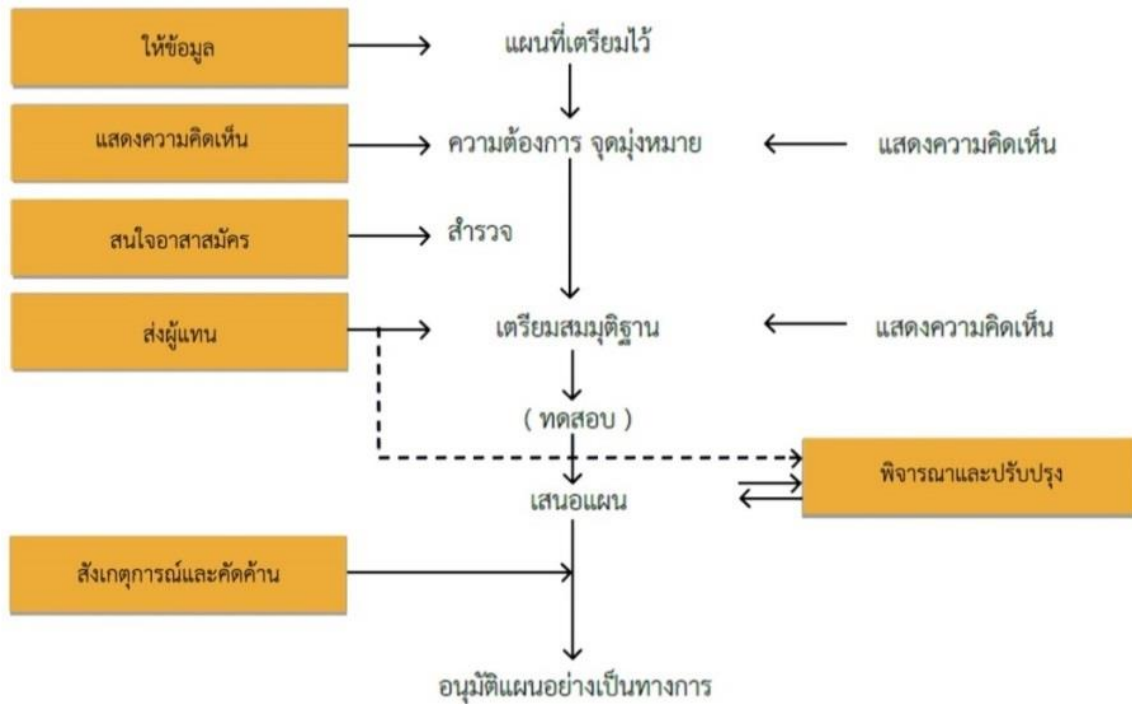 ให้ข้อมูล
แผนที่เตรียมไว้
แสดงความคิดเห็น
ความต้องการ จุดมุ่งหมาย
แสดงความคิดเห็น
สนใจอาสาสมัคร
สำรวจ
ส่งผู้แทน
เตรียมสมมุติฐาน
แสดงความคิดเห็น
( ทดสอบ )
พิจารณาและปรับปรุง
เสนอแผน
สังเกตุการณ์และคัดค้าน
อนุมัติแผนอย่างเป็นทางการ